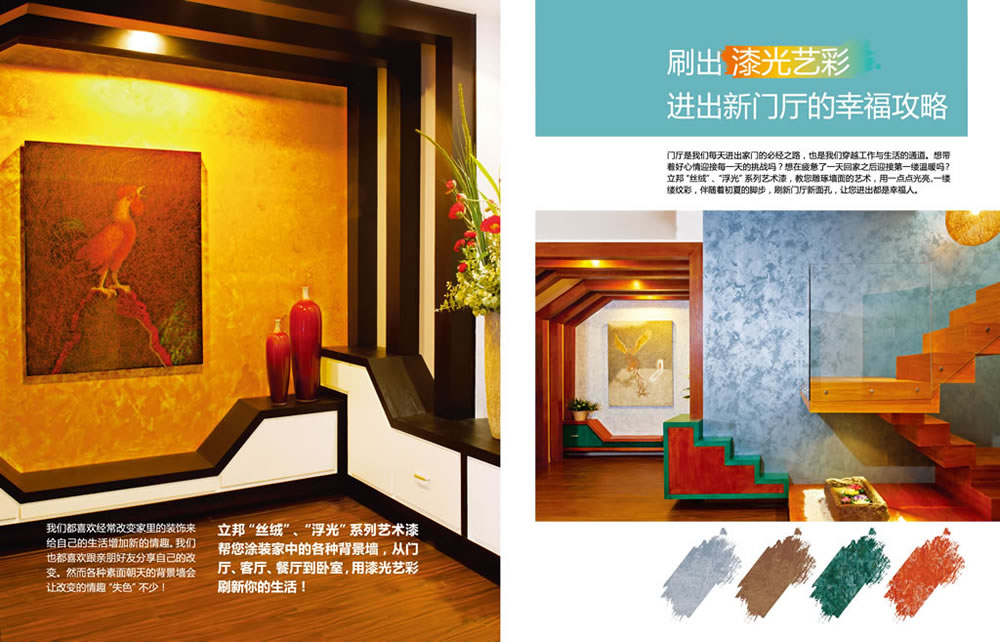 我们都喜欢经常改变家里的装饰来
给自己的生活增加新的情趣。我们
也都喜欢跟亲朋好友分享自己的改
变。然而各种素面朝天的背景墙会
让改变的情趣“失色”不少！
立邦“丝绒”、“浮光”系列艺术漆
帮您涂装家中的各种背景墙，从门
厅、客厅、餐厅到卧室，用漆光艺彩
刷新你的生活！
刷出漆光艺彩
进出新门厅的幸福攻略
门厅是我们每天进出家门的必经之路，也是我们穿越工作与生活的通道。想带
着好心情迎接每一天的挑战吗？想在疲惫了一天回家之后迎接第一缕温暖吗？
立邦“丝绒”、“浮光”系列艺术漆，教您雕琢墙面的艺术，用一点点光亮,一缕
缕纹彩，伴随着初夏的脚步，刷新门厅新面孔，让您进出都是幸福人。